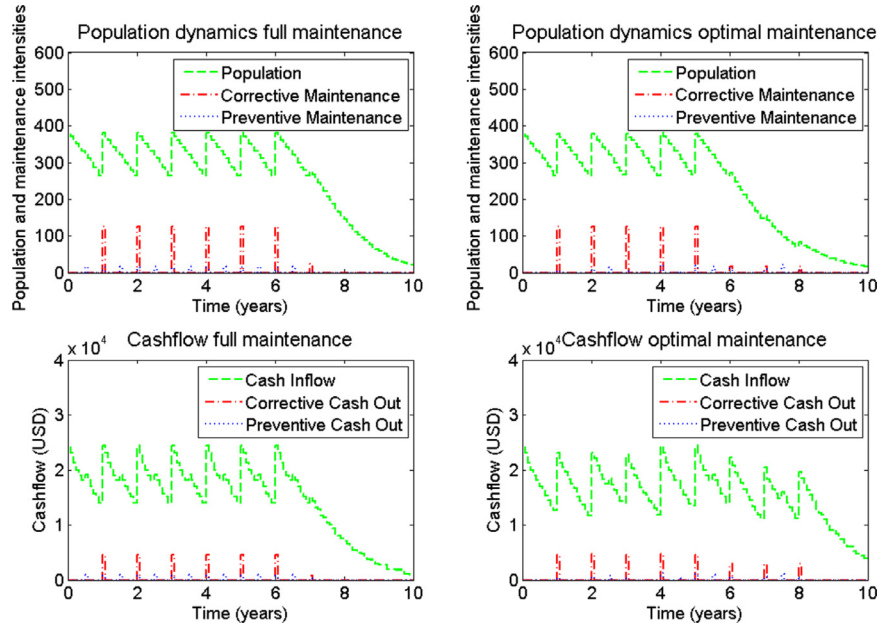 Population dynamics full maintenance
Population and maintenance intensities
600
500
400
300
200
100
0
Population
Corrective Maintenance
Preventive Maintenance
0 2 4 6 8 10
Time (years)
Population dynamics optimal maintenance
Population and maintenance intensities
600
500
400
300
200
100
0
Population
Corrective Maintenance
Preventive Maintenance
0 2 4 6 8 10
Time (years)
Cashflow full maintenance
x 10^4
Cashflow (USD)
4
3
2
1
0
Cash Inflow
Corrective Cash Out
Preventive Cash Out
0 2 4 6 8 10
Time (years)
x 10^4 Cashflow optimal maintenance
Cashflow (USD)
4
3
2
1
0
Cash Inflow
Corrective Cash Out
Preventive Cash Out
0 2 4 6 8 10
Time (years)